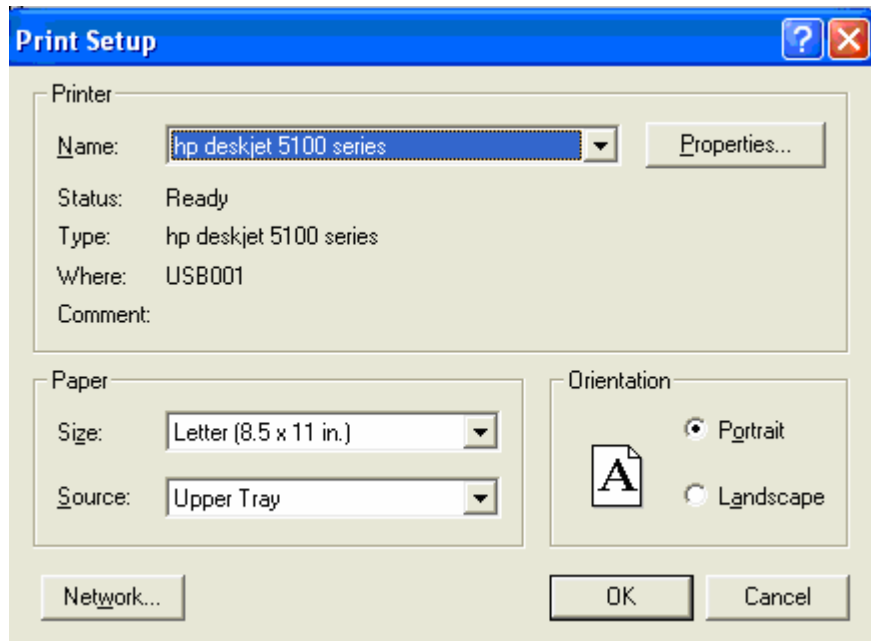 Print Setup
Printer
Name: hp deskjet 5100 series Properties...
Status: Ready
Type: hp deskjet 5100 series
Where: USB001
Comment:
Paper
Size: Letter (8.5 x 11 in.)
Source: Upper Tray
Orientation
A
Portrait
Landscape
Network... OK Cancel